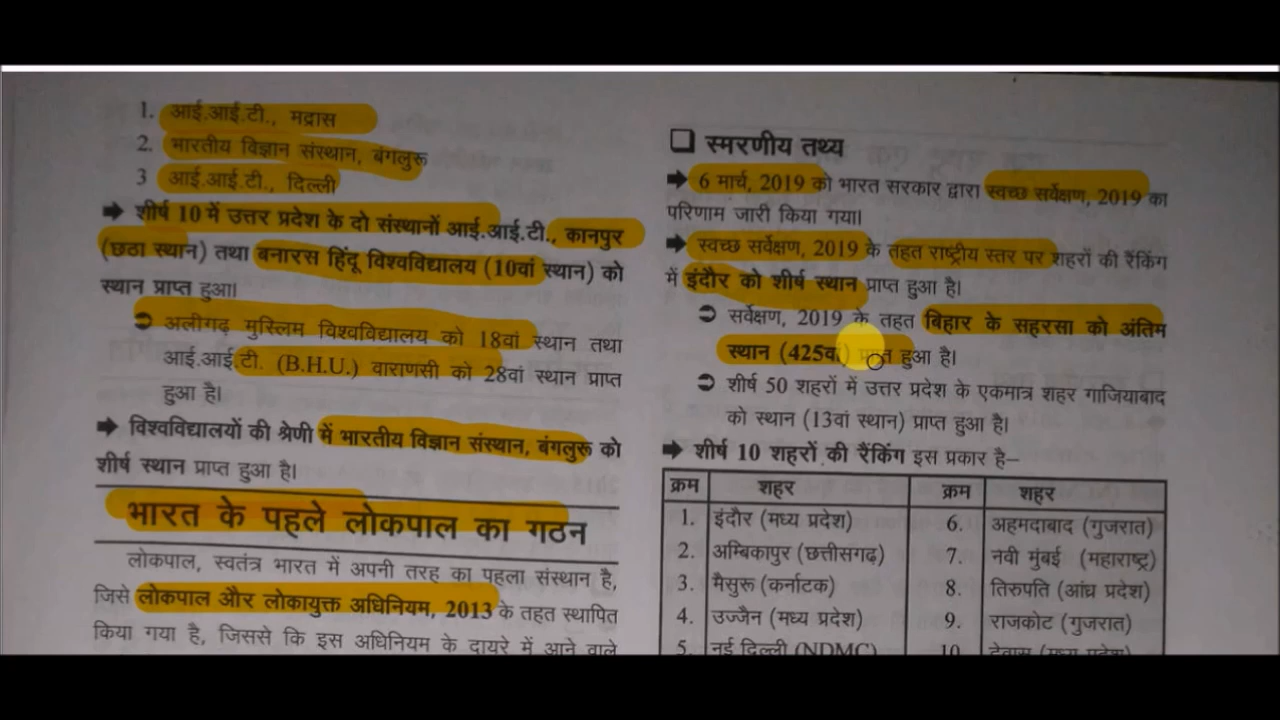 1. आई.आई.टी., मद्रास
2. भारतीय विज्ञान संस्थान, बंगलुरू
3 आई.आई.टी., दिल्ली
➡ शीर्ष 10 में उत्तर प्रदेश के दो संस्थानों आई.आई.टी., कानपुर
(छठा स्थान) तथा बनारस हिंदू विश्वविद्यालय (10वां स्थान) को
स्थान प्राप्त हुआ।
➲ अलीगढ़ मुस्लिम विश्वविद्यालय को 18वां स्थान तथा
आई.आई.टी. (B.H.U.) वाराणसी को 28वां स्थान प्राप्त
हुआ है।
➡ विश्वविद्यालयों की श्रेणी में भारतीय विज्ञान संस्थान, बंगलुरू को
शीर्ष स्थान प्राप्त हुआ है।
भारत के पहले लोकपाल का गठन
लोकपाल, स्वतंत्र भारत में अपनी तरह का पहला संस्थान है,
जिसे लोकपाल और लोकायुक्त अधिनियम, 2013 के तहत स्थापित
किया गया है, जिससे कि इस अधिनियम के दायरे में आने वाले
❑ स्मरणीय तथ्य
➡ 6 मार्च, 2019 को भारत सरकार द्वारा स्वच्छ सर्वेक्षण, 2019 का
परिणाम जारी किया गया।
➡ स्वच्छ सर्वेक्षण, 2019 के तहत राष्ट्रीय स्तर पर शहरों की रैंकिंग
में इंदौर को शीर्ष स्थान प्राप्त हुआ है।
➲ सर्वेक्षण, 2019 के तहत बिहार के सहरसा को अंतिम
स्थान (425वां) प्राप्त हुआ है।
➲ शीर्ष 50 शहरों में उत्तर प्रदेश के एकमात्र शहर गाजियाबाद
को स्थान (13वां स्थान) प्राप्त हुआ है।
➡ शीर्ष 10 शहरों की रैंकिंग इस प्रकार है–
क्रम शहर क्रम शहर
1. इंदौर (मध्य प्रदेश) 6. अहमदाबाद (गुजरात)
2. अम्बिकापुर (छत्तीसगढ़) 7. नवी मुंबई (महाराष्ट्र)
3. मैसुरू (कर्नाटक) 8. तिरुपति (आंध्र प्रदेश)
4. उज्जैन (मध्य प्रदेश) 9. राजकोट (गुजरात)
5. नई दिल्ली (NDMC) 10. देवास (मध्य प्रदेश)